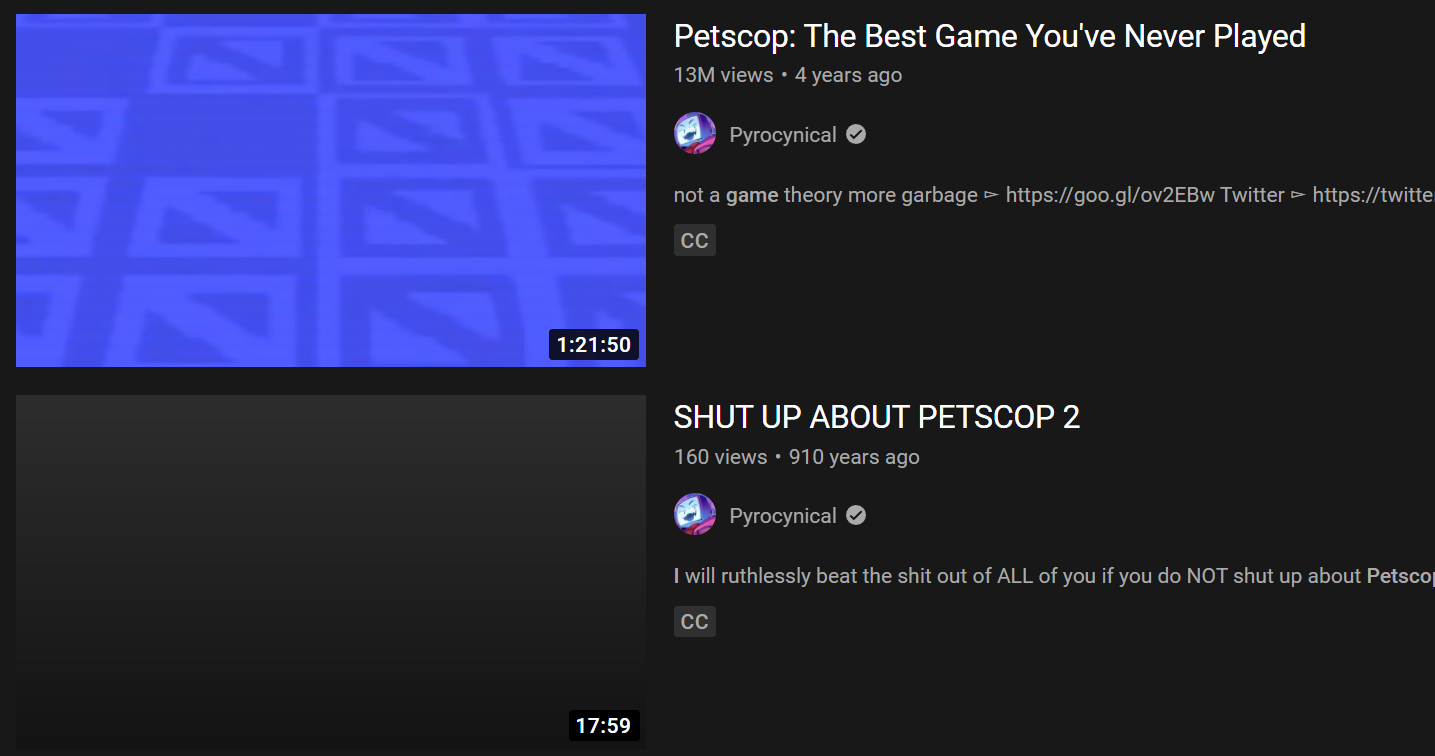 Petscop: The Best Game You've Never Played
13M views • 4 years ago
Pyrocynical
not a game theory more garbage ► https://goo.gl/ov2EBw Twitter ► https://twitte
CC
1:21:50
SHUT UP ABOUT PETSCOP 2
160 views • 910 years ago
Pyrocynical
I will ruthlessly beat the shit out of ALL of you if you do NOT shut up about Petscop
CC
17:59